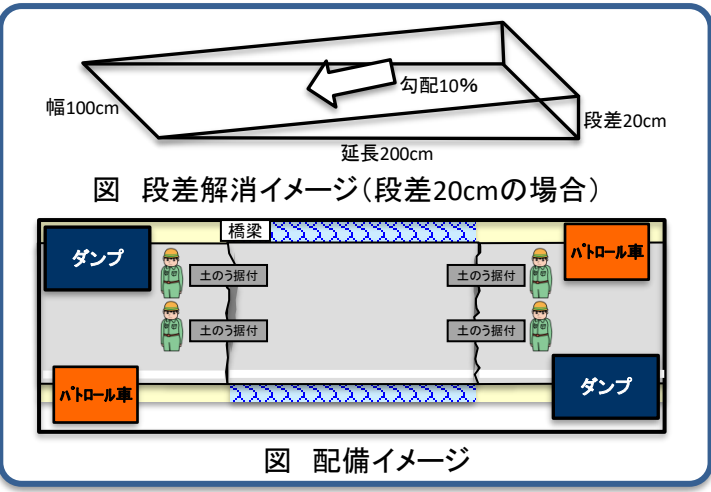 勾配10%
幅100cm
段差20cm
延長200cm
図 段差解消イメージ(段差20cmの場合)
橋梁
ダンプ
パトロール車
土のう据付
土のう据付
土のう据付
土のう据付
パトロール車
ダンプ
図 配備イメージ